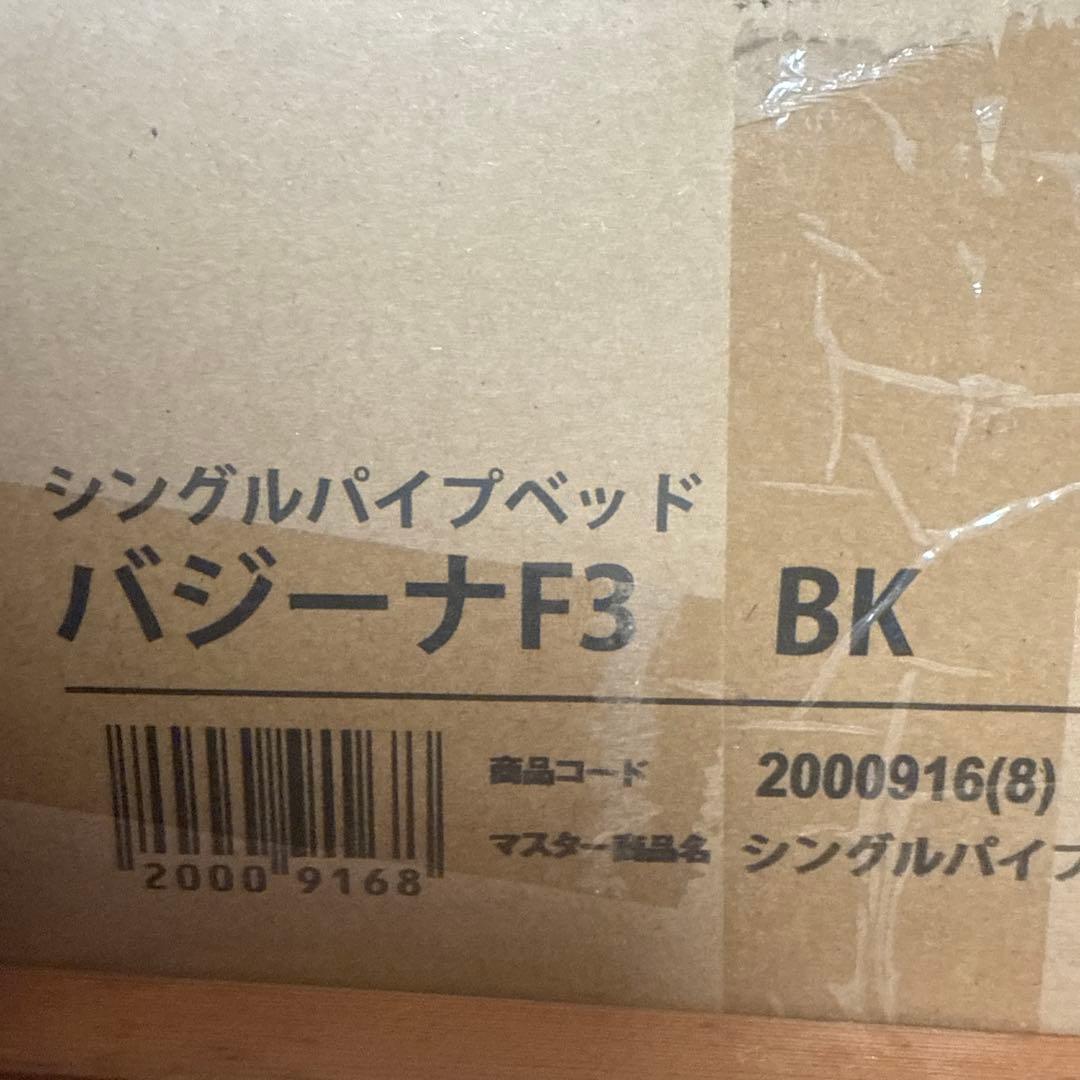 シングルパイプベッド
バジーナF3 BK
商品コード 2000916(8)
マスター商品名 シングルパイプ
2000 9168